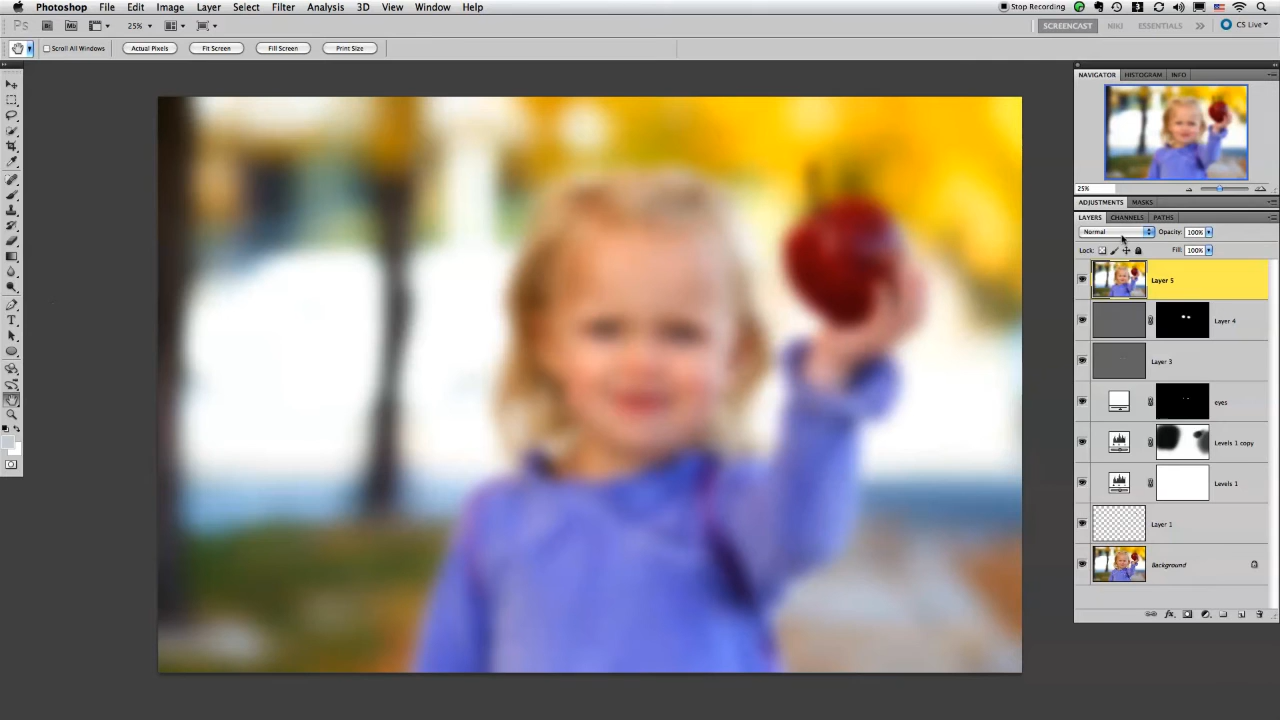 Photoshop File Edit Image Layer Select Filter Analysis 3D View Window Help Stop Recording
Ps Br Mb 25% SCREENCAST NIKI ESSENTIALS CS Live
Scroll All Windows Actual Pixels Fit Screen Fill Screen Print Size
NAVIGATOR HISTOGRAM INFO
25%
ADJUSTMENTS MASKS
LAYERS CHANNELS PATHS
Normal Opacity: 100%
Lock: Fill: 100%
Layer 5
Layer 4
Layer 3
eyes
Levels 1 copy
Levels 1
Layer 1
Background